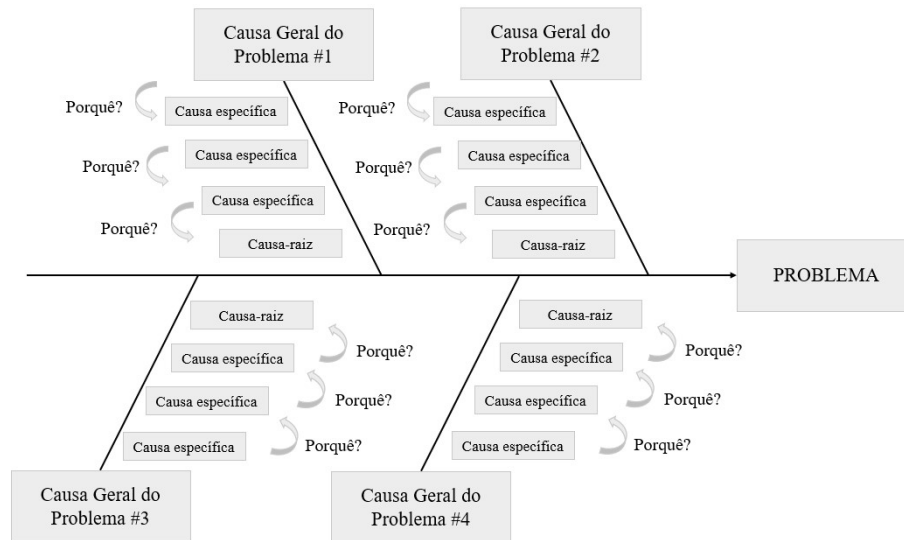 Causa Geral do
Problema #1
Causa Geral do
Problema #2
Porquê?
Causa específica
Porquê?
Causa específica
Porquê?
Causa específica
Porquê?
Causa específica
Porquê?
Causa específica
Porquê?
Causa específica
Causa-raiz
Causa-raiz
PROBLEMA
Causa-raiz
Causa-raiz
Causa específica
Porquê?
Causa específica
Porquê?
Causa específica
Porquê?
Causa específica
Porquê?
Causa específica
Porquê?
Causa específica
Porquê?
Causa Geral do
Problema #3
Causa Geral do
Problema #4